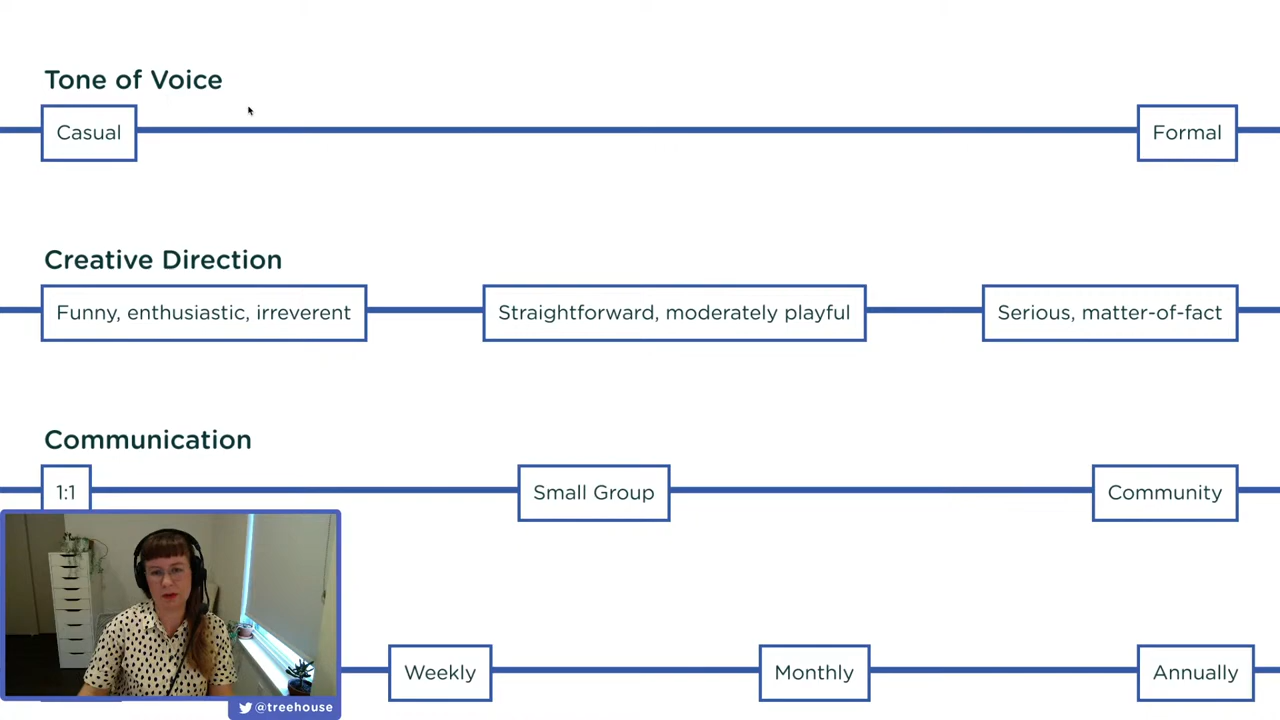 Tone of Voice
Casual
Formal
Creative Direction
Funny, enthusiastic, irreverent
Straightforward, moderately playful
Serious, matter-of-fact
Communication
1:1
Small Group
Community
Weekly
Monthly
Annually
@treehouse